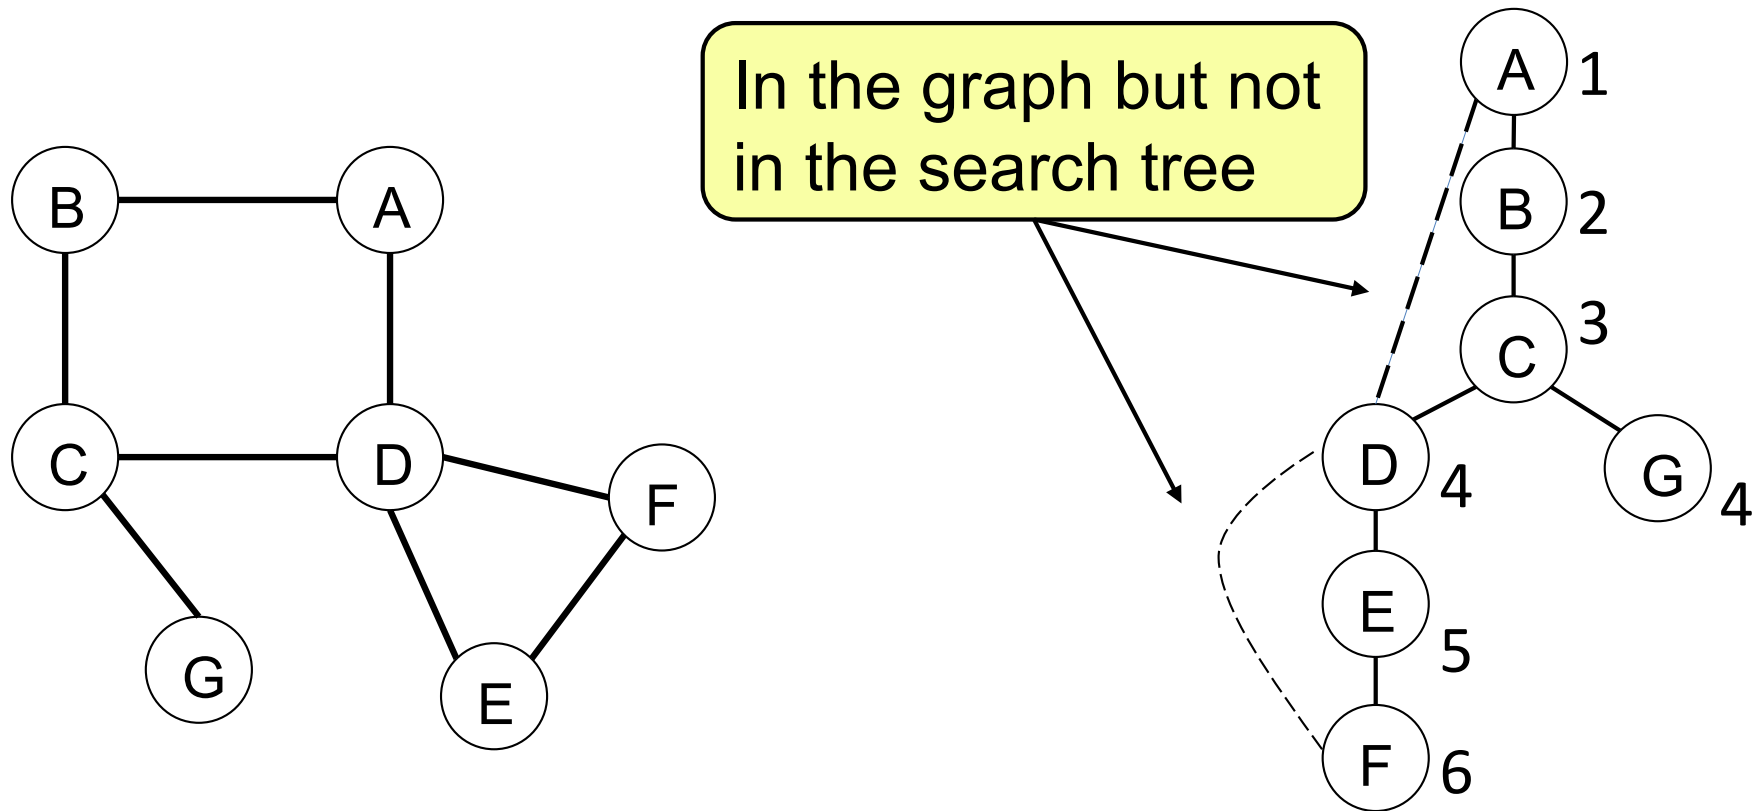 In the graph but not
in the search tree
B
A
C
D
F
G
E
A 1
B 2
C 3
D 4
G 4
E 5
F 6